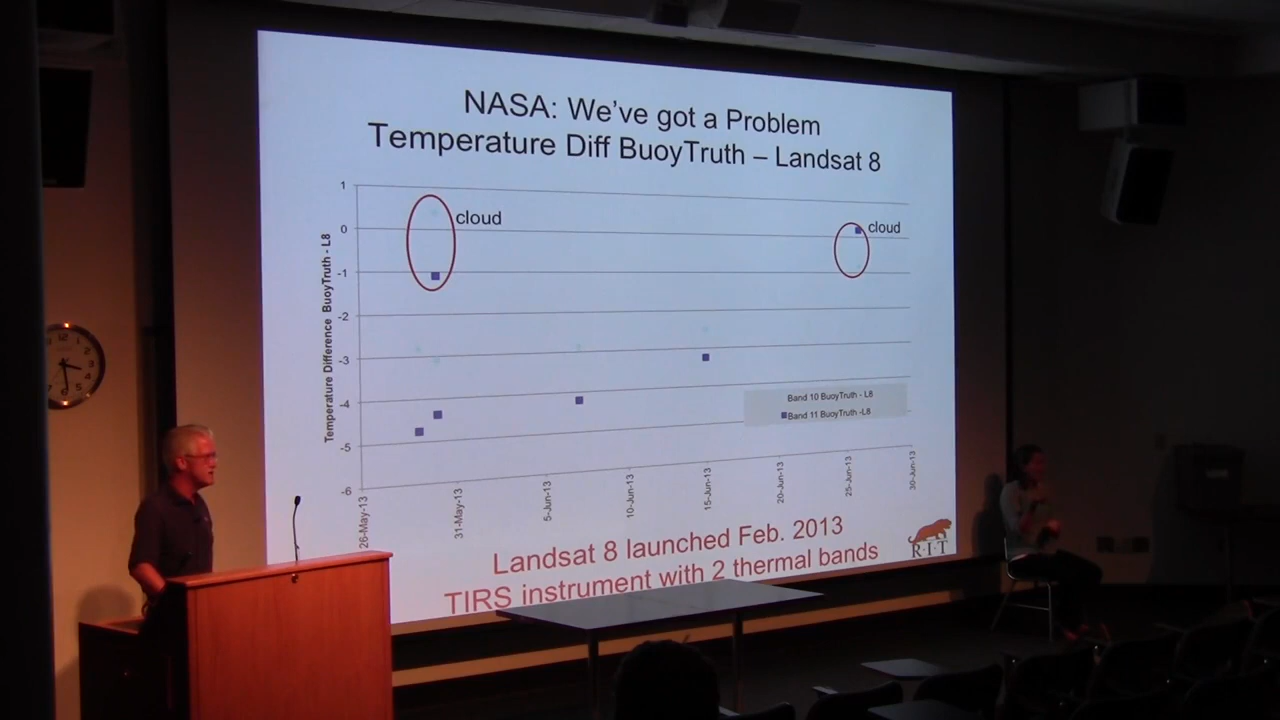 NASA: We've got a Problem
Temperature Diff BuoyTruth – Landsat 8
1
0
-1
-2
-3
-4
-5
-6
Temperature Difference BuoyTruth - L8
cloud
cloud
Band 10 BuoyTruth - L8
Band 11 BuoyTruth -L8
26-May-13
31-May-13
5-Jun-13
10-Jun-13
15-Jun-13
20-Jun-13
25-Jun-13
30-Jun-13
Landsat 8 launched Feb. 2013
TIRS instrument with 2 thermal bands
R·I·T